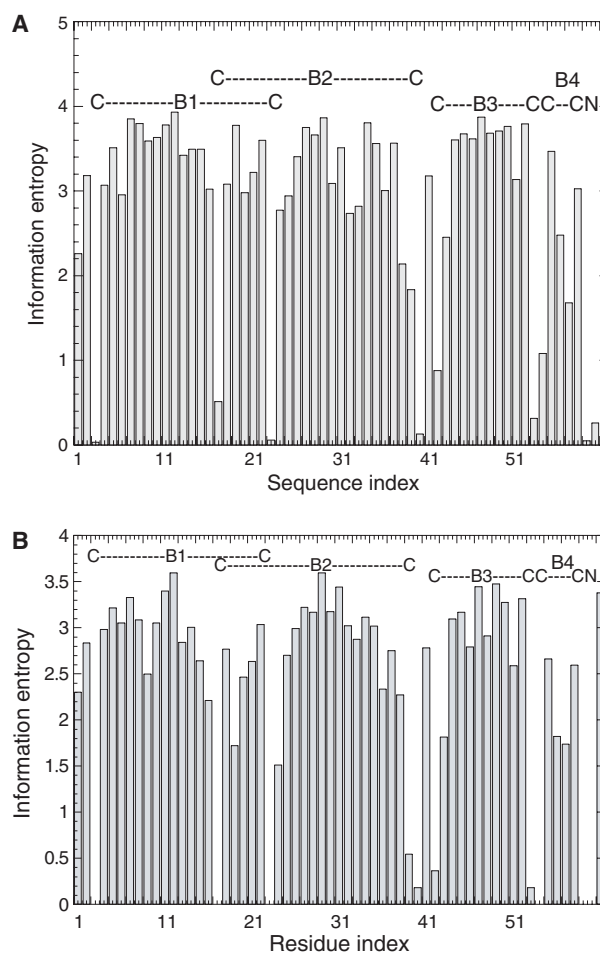 A
5
4
3
2
1
0
Information entropy
C------------B1----------C
C---------------B2---------------C
B4
C----B3-----CC--CN
1 11 21 31 41 51
Sequence index
B
4
3.5
3
2.5
2
1.5
1
0.5
0
Information entropy
C------------B1-------------C
C---------------B2-------------C
B4
C-----B3------CC----CN
1 11 21 31 41 51
Residue index